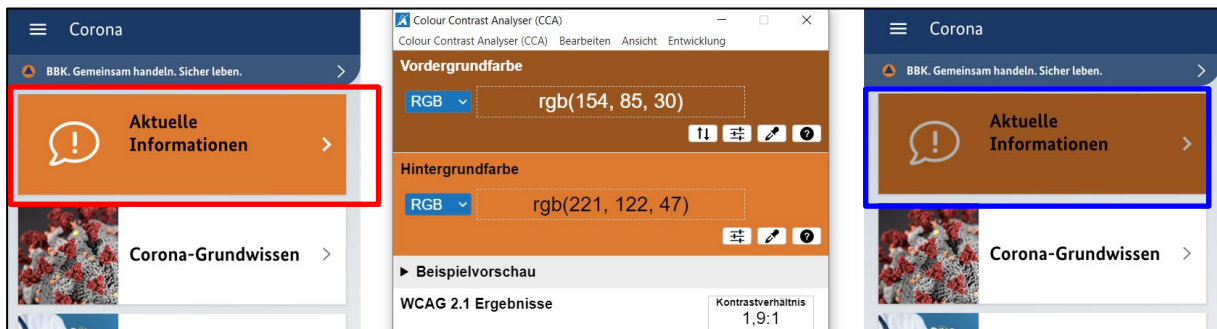 Corona
BBK. Gemeinsam handeln. Sicher leben.
Aktuelle
Informationen
Corona-Grundwissen
Colour Contrast Analyser (CCA)
Colour Contrast Analyser (CCA) Bearbeiten Ansicht Entwicklung
Vordergrundfarbe
RGB rgb(154, 85, 30)
Hintergrundfarbe
RGB rgb(221, 122, 47)
Beispielvorschau
WCAG 2.1 Ergebnisse
Kontrastverhältnis
1,9:1
Corona
BBK. Gemeinsam handeln. Sicher leben.
Aktuelle
Informationen
Corona-Grundwissen